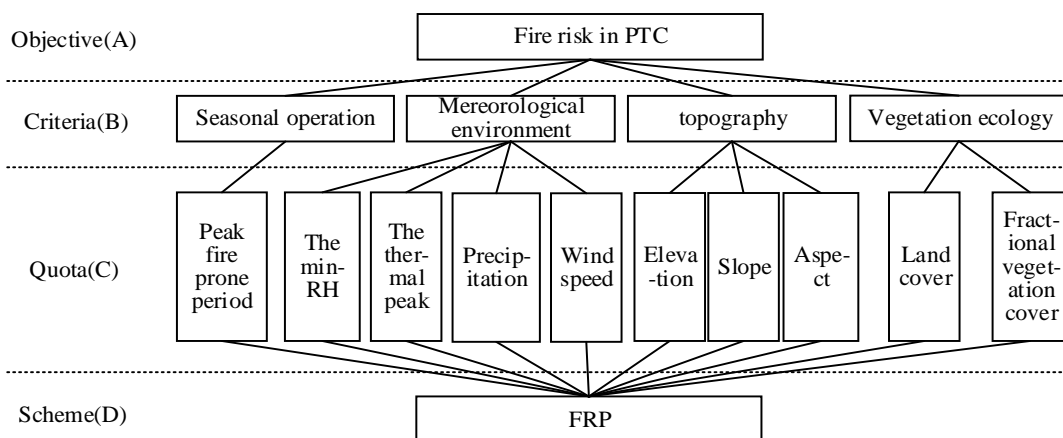 Objective(A)
Fire risk in PTC
Criteria(B)
Seasonal operation
Mereorological
environment
topography
Vegetation ecology
Quota(C)
Peak
fire
prone
period
The
min-
RH
The
ther-
mal
peak
Precip-
itation
Wind
speed
Eleva
-tion
Slope
Aspe-
ct
Land
cover
Fract-
ional
veget-
ation
cover
Scheme(D)
FRP